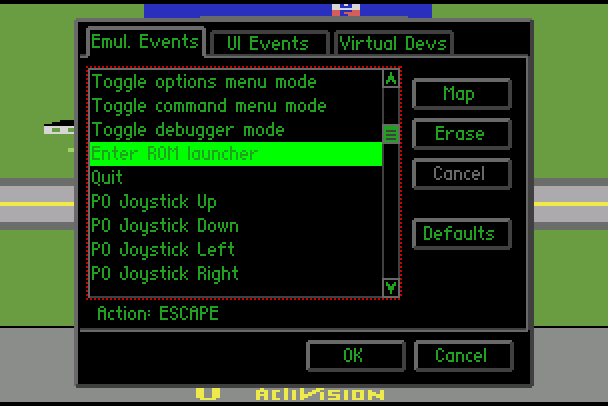 Emul. Events UI Events Virtual Devs
Toggle options menu mode
Toggle command menu mode
Toggle debugger mode
Enter ROM launcher
Quit
P0 Joystick Up
P0 Joystick Down
P0 Joystick Left
P0 Joystick Right
Map
Erase
Cancel
Defaults
Action: ESCAPE
OK Cancel
ACTIVISION